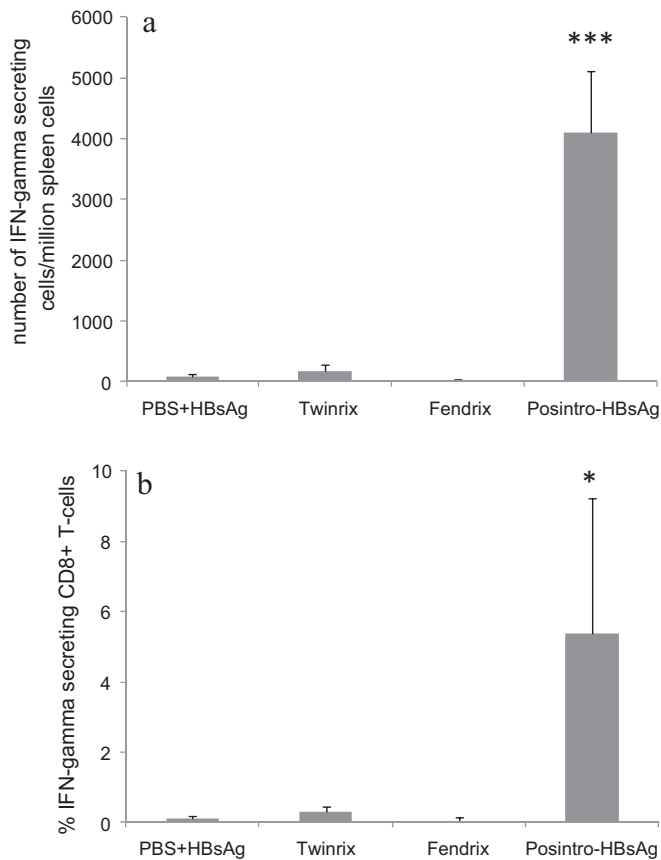 a
number of IFN-gamma secreting
cells/million spleen cells
6000
5000
4000
3000
2000
1000
0
***
PBS+HBsAg Twinrix Fendrix Posintro-HBsAg
b
% IFN-gamma secreting CD8+ T-cells
10
8
6
4
2
0
*
PBS+HBsAg Twinrix Fendrix Posintro-HBsAg